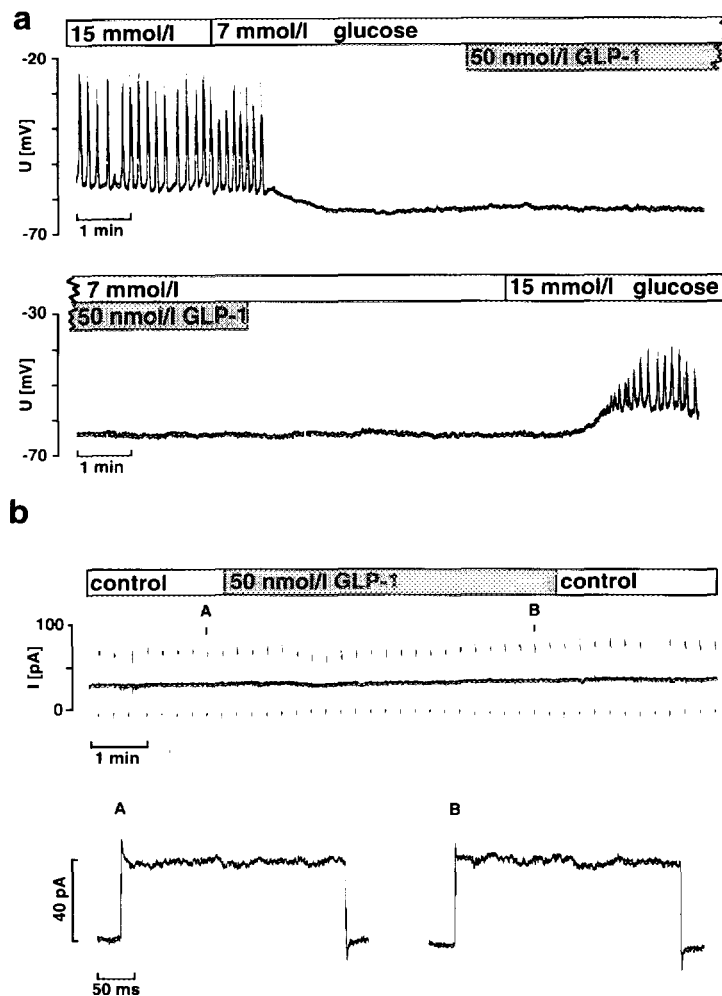 a
15 mmol/l 7 mmol/l glucose
50 nmol/l GLP-1
-20
U [mV]
-70
1 min
7 mmol/l 15 mmol/l glucose
50 nmol/l GLP-1
-30
U [mV]
-70
1 min
b
control 50 nmol/l GLP-1 control
A B
100
I [pA]
0
1 min
A B
40 pA
50 ms